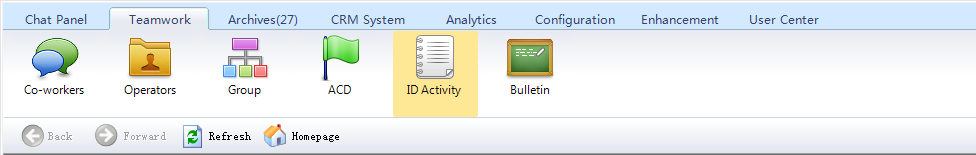 Chat Panel Teamwork Archives(27) CRM System Analytics Configuration Enhancement User Center
Co-workers Operators Group ACD ID Activity Bulletin
Back Forward Refresh Homepage